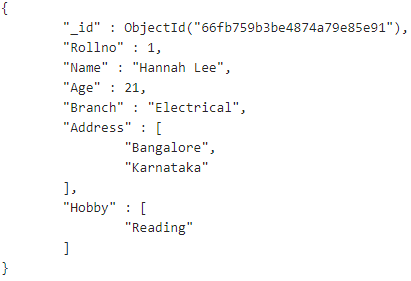 {
"_id" : ObjectId("66fb759b3be4874a79e85e91"),
"Rollno" : 1,
"Name" : "Hannah Lee",
"Age" : 21,
"Branch" : "Electrical",
"Address" : [
"Bangalore",
"Karnataka"
],
"Hobby" : [
"Reading"
]
}